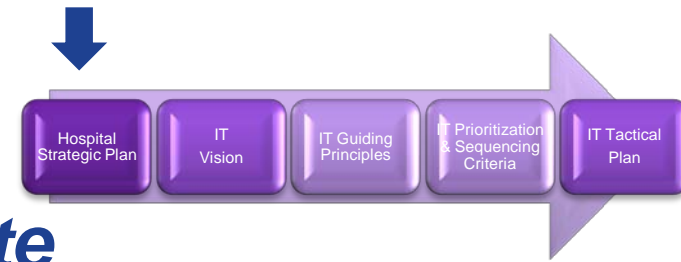 Hospital
Strategic Plan
IT
Vision
IT Guiding
Principles
IT Prioritization
& Sequencing
Criteria
IT Tactical
Plan
te